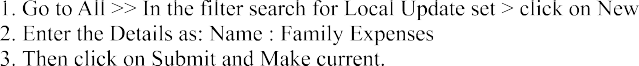 1. Go to All >> In the filter search for Local Update set > click on New
2. Enter the Details as: Name : Family Expenses
3. Then click on Submit and Make current.